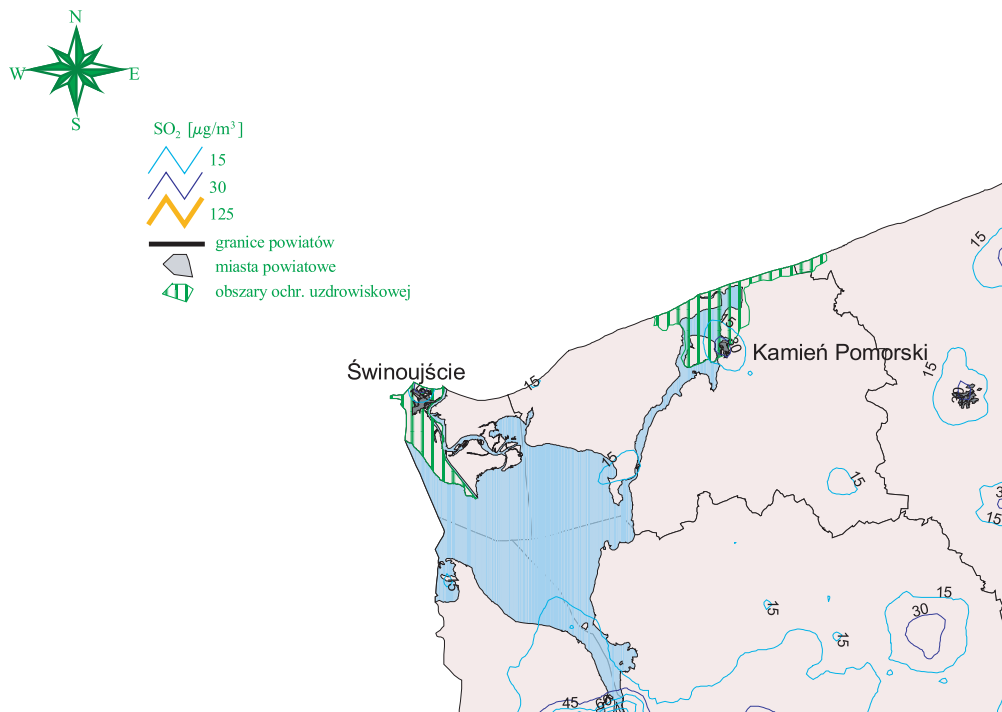 N
W E
S
SO₂ [µg/m³]
15
30
125
granice powiatów
miasta powiatowe
obszary ochr. uzdrowiskowej
15
15
Kamień Pomorski
15
Świnoujście
15
15
15
15
15
15
15
30
15
15
45